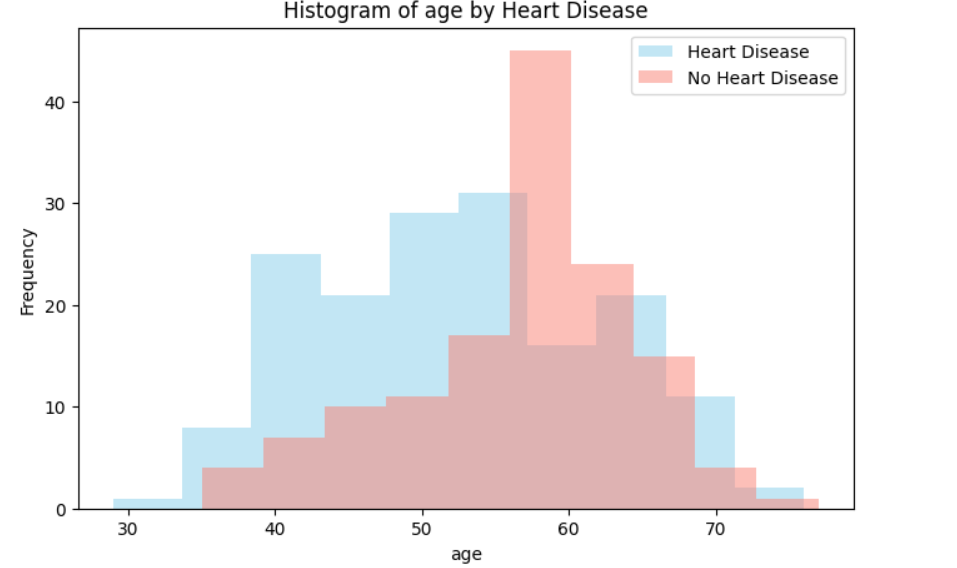 Histogram of age by Heart Disease
Heart Disease
No Heart Disease
Frequency
40
30
20
10
0
30 40 50 60 70
age